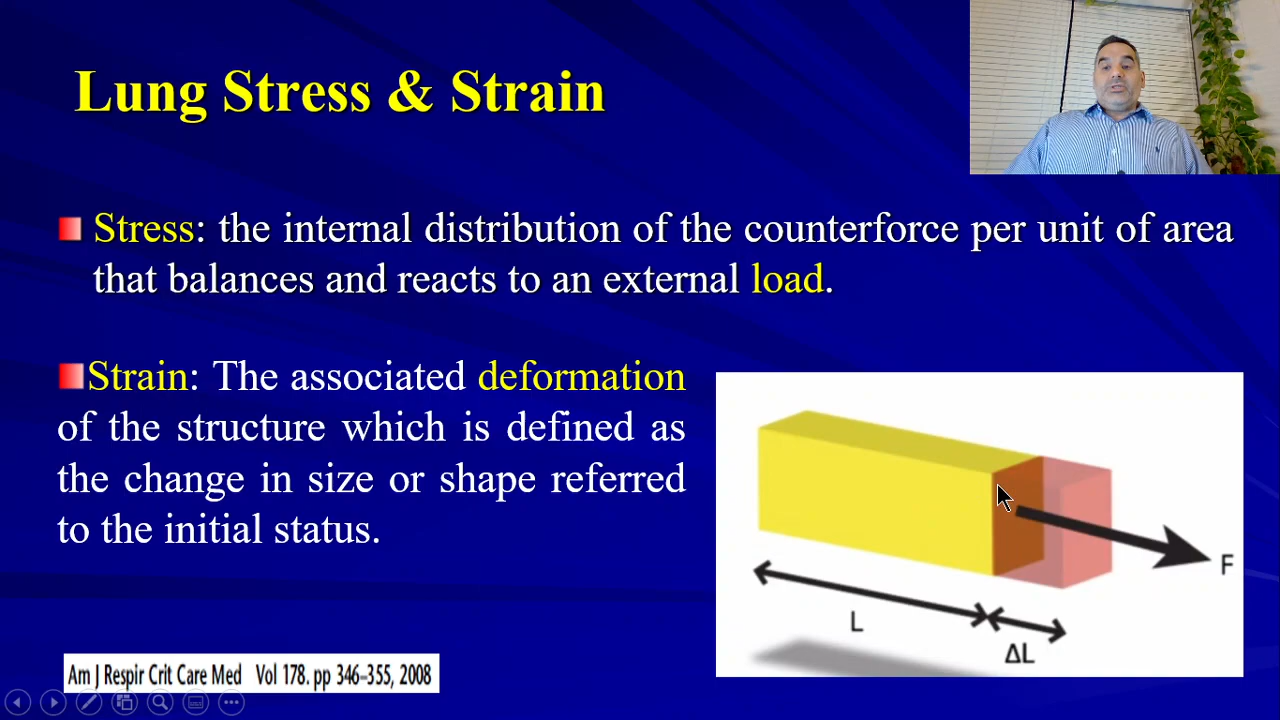 Lung Stress & Strain
Stress: the internal distribution of the counterforce per unit of area
that balances and reacts to an external load.
Strain: The associated deformation
of the structure which is defined as
the change in size or shape referred
to the initial status.
F
L
ΔL
Am J Respir Crit Care Med Vol 178. pp 346–355, 2008